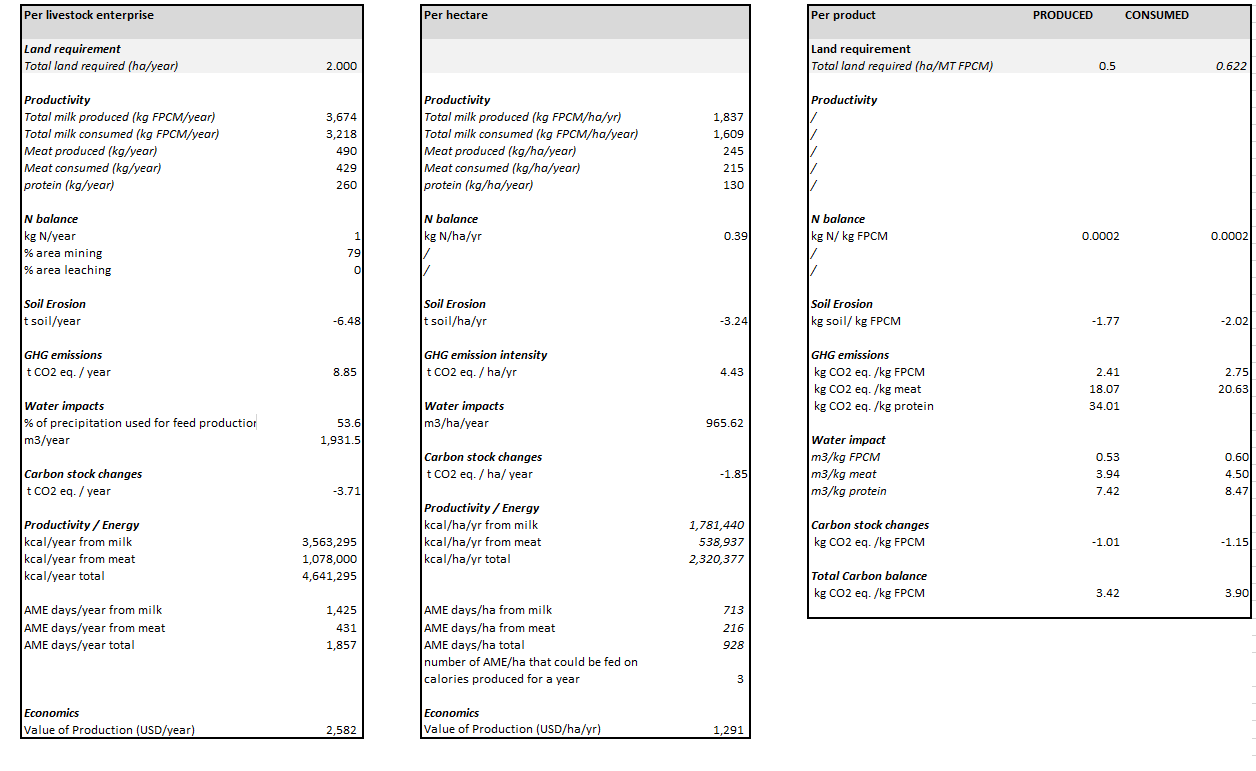 Per livestock enterprise
Land requirement
Total land required (ha/year) 2.000
Productivity
Total milk produced (kg FPCM/year) 3,674
Total milk consumed (kg FPCM/year) 3,218
Meat produced (kg/year) 490
Meat consumed (kg/year) 429
protein (kg/year) 260
N balance
kg N/year 1
% area mining 79
% area leaching 0
Soil Erosion
t soil/year -6.48
GHG emissions
t CO2 eq. / year 8.85
Water impacts
% of precipitation used for feed production 53.6
m3/year 1,931.5
Carbon stock changes
t CO2 eq. / year -3.71
Productivity / Energy
kcal/year from milk 3,563,295
kcal/year from meat 1,078,000
kcal/year total 4,641,295
AME days/year from milk 1,425
AME days/year from meat 431
AME days/year total 1,857
Economics
Value of Production (USD/year) 2,582
Per hectare
Productivity
Total milk produced (kg FPCM/ha/yr) 1,837
Total milk consumed (kg FPCM/ha/year) 1,609
Meat produced (kg/ha/year) 245
Meat consumed (kg/ha/year) 215
protein (kg/ha/year) 130
N balance
kg N/ha/yr 0.39
/
/
Soil Erosion
t soil/ha/yr -3.24
GHG emission intensity
t CO2 eq. / ha/yr 4.43
Water impacts
m3/ha/year 965.62
Carbon stock changes
t CO2 eq. / ha/ year -1.85
Productivity / Energy
kcal/ha/yr from milk 1,781,440
kcal/ha/yr from meat 538,937
kcal/ha/yr total 2,320,377
AME days/ha from milk 713
AME days/ha from meat 216
AME days/ha total 928
number of AME/ha that could be fed on
calories produced for a year 3
Economics
Value of Production (USD/ha/yr) 1,291
Per product PRODUCED CONSUMED
Land requirement
Total land required (ha/MT FPCM) 0.5 0.622
Productivity
/
/
/
/
/
N balance
kg N/ kg FPCM 0.0002 0.0002
/
/
Soil Erosion
kg soil/ kg FPCM -1.77 -2.02
GHG emissions
kg CO2 eq. /kg FPCM 2.41 2.75
kg CO2 eq. /kg meat 18.07 20.63
kg CO2 eq. /kg protein 34.01
Water impact
m3/kg FPCM 0.53 0.60
m3/kg meat 3.94 4.50
m3/kg protein 7.42 8.47
Carbon stock changes
kg CO2 eq. /kg FPCM -1.01 -1.15
Total Carbon balance
kg CO2 eq. /kg FPCM 3.42 3.90